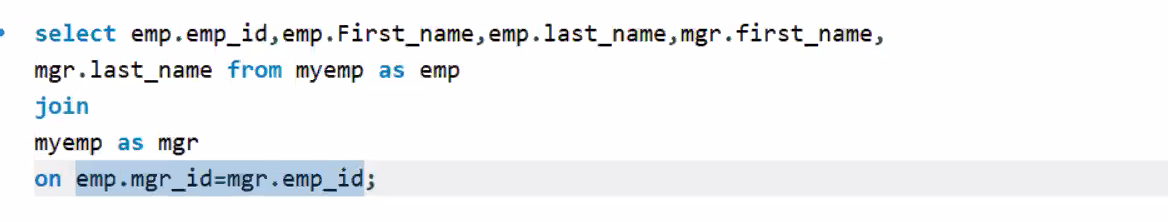 select emp.emp_id,emp.First_name,emp.last_name,mgr.first_name,
mgr.last_name from myemp as emp
join
myemp as mgr
on emp.mgr_id=mgr.emp_id;